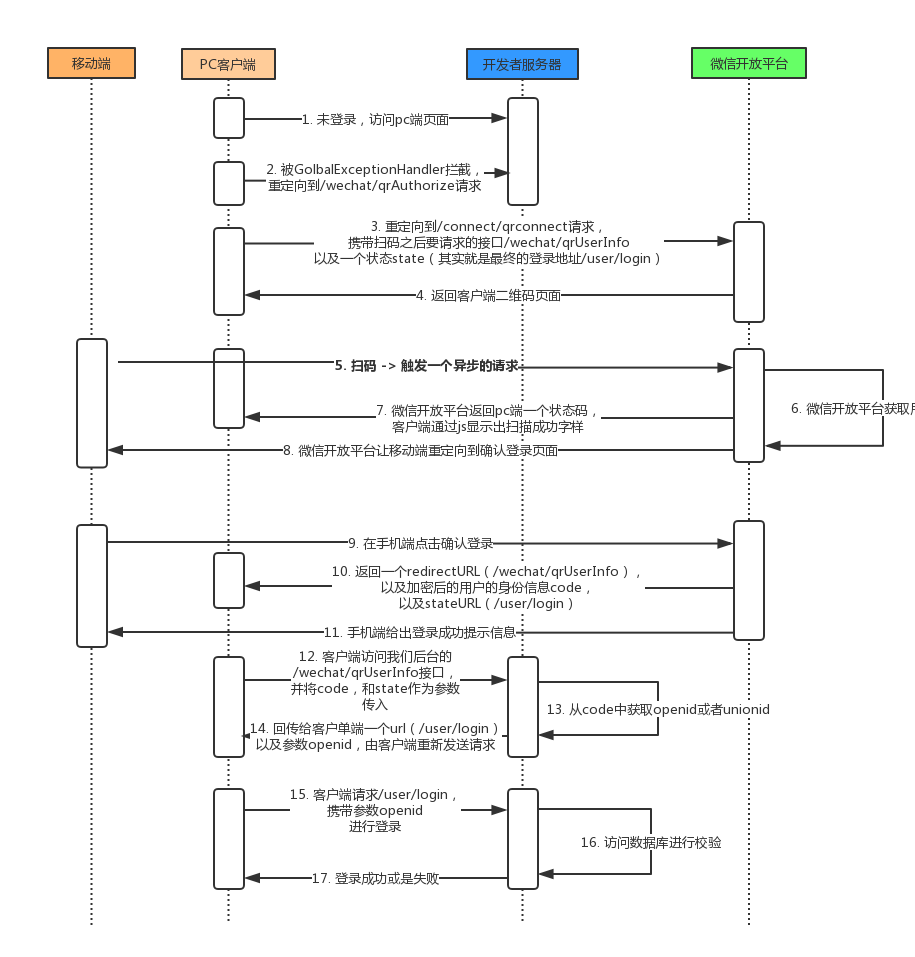 移动端
PC客户端
开发者服务器
微信开放平台
1. 未登录，访问pc端页面
2. 被GolbalExceptionHandler拦截，
重定向到/wechat/qrAuthorize请求
3. 重定向到/connect/qrconnect请求，
携带扫码之后要请求的接口/wechat/qrUserInfo
以及一个状态state（其实就是最终的登录地址/user/login）
4. 返回客户端二维码页面
5. 扫码 -> 触发一个异步的请求
6. 微信开放平台获取
7. 微信开放平台返回pc端一个状态码，
客户端通过js显示出扫描成功字样
8. 微信开放平台让移动端重定向到确认登录页面
9. 在手机端点击确认登录
10. 返回一个redirectURL（/wechat/qrUserInfo），
以及加密后的用户的身份信息code，
以及stateURL（/user/login）
11. 手机端给出登录成功提示信息
12. 客户端访问我们后台的
/wechat/qrUserInfo接口，
并将code，和state作为参数
传入
13. 从code中获取openid或者unionid
14. 回传给客户单端一个url（/user/login）
以及参数openid，由客户端重新发送请求
15. 客户端请求/user/login，
携带参数openid
进行登录
16. 访问数据库进行校验
17. 登录成功或是失败